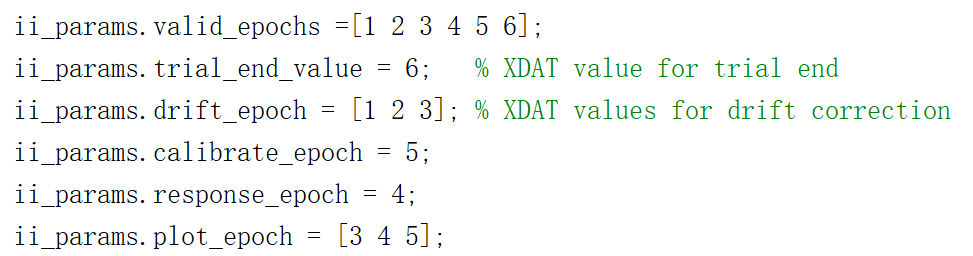 ii_params.valid_epochs =[1 2 3 4 5 6];
ii_params.trial_end_value = 6;   % XDAT value for trial end
ii_params.drift_epoch = [1 2 3]; % XDAT values for drift correction
ii_params.calibrate_epoch = 5;
ii_params.response_epoch = 4;
ii_params.plot_epoch = [3 4 5];